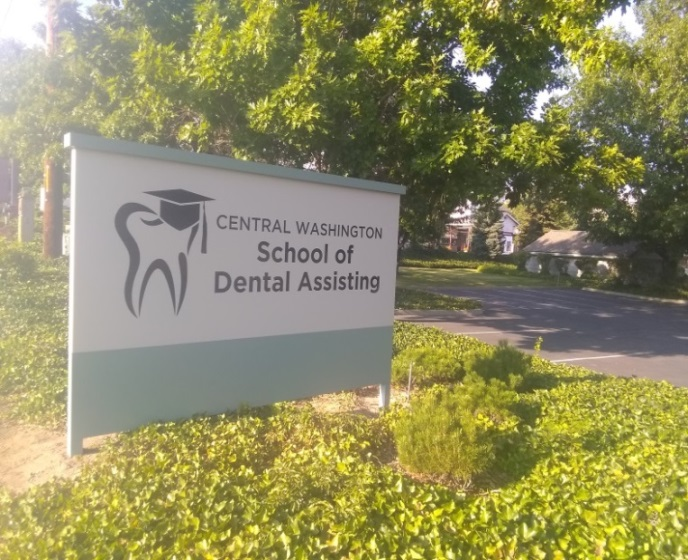 CENTRAL WASHINGTON
School of
Dental Assisting